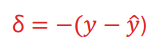 δ = −(y − ŷ)